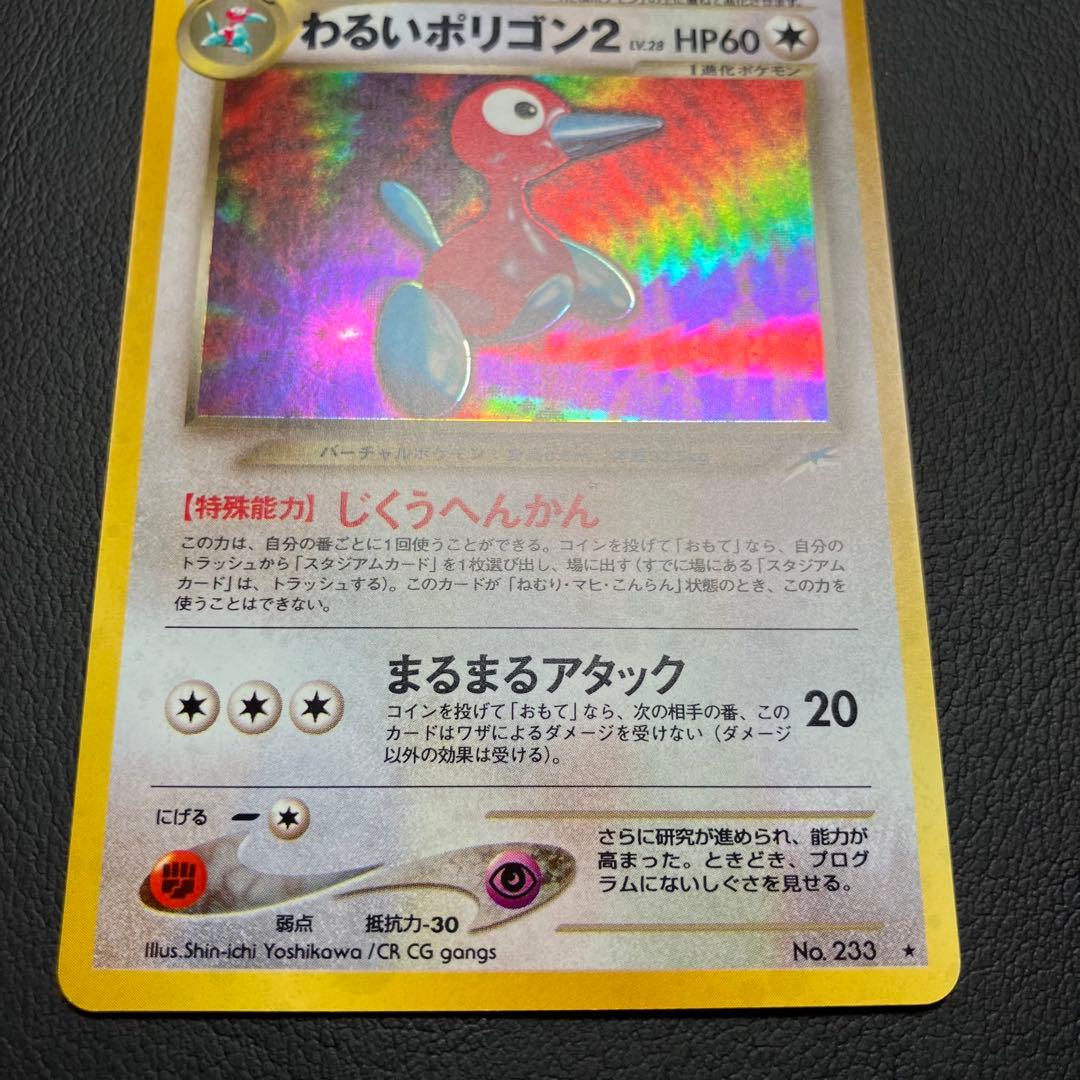 わるいポリゴン2 LV.28 HP60
1進化ポケモン
バーチャルポケモン
【特殊能力】じくうへんかん
この力は、自分の番ごとに1回使うことができる。コインを投げて「おもて」なら、自分の
トラッシュから「スタジアムカード」を1枚選び出し、場に出す(すでに場にある「スタジアム
カード」は、トラッシュする)。このカードが「ねむり・マヒ・こんらん」状態のとき、この力を
使うことはできない。
まるまるアタック 20
コインを投げて「おもて」なら、次の相手の番、この
カードはワザによるダメージを受けない(ダメージ
以外の効果は受ける)。
にげる
弱点 抵抗力-30
さらに研究が進められ、能力が
高まった。ときどき、プログ
ラムにないしぐさを見せる。
Illus.Shin-ichi Yoshikawa /CR CG gangs
No. 233 ★